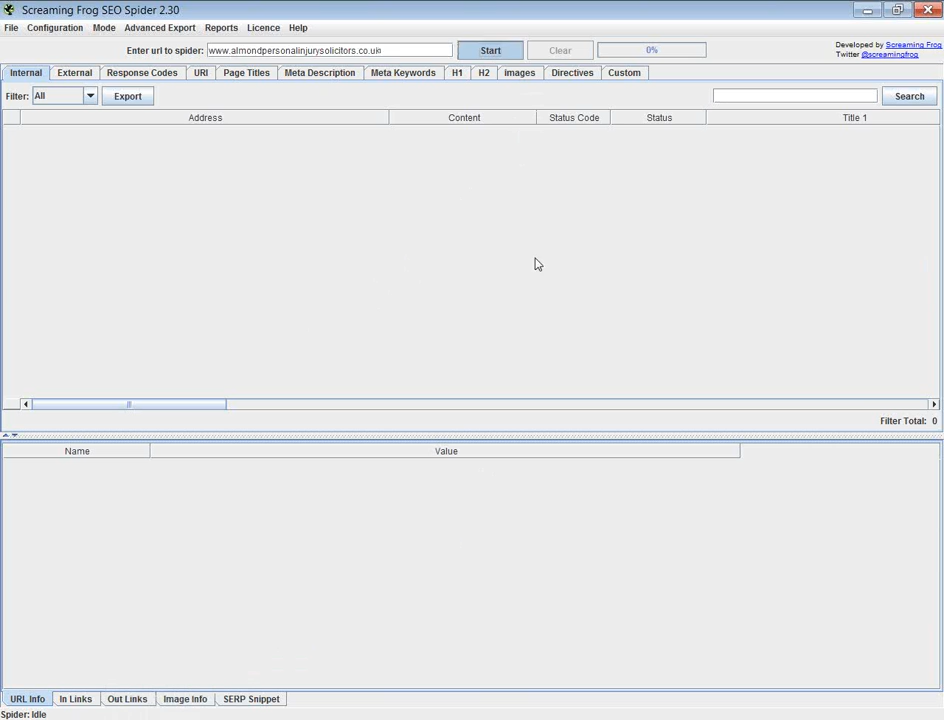 Screaming Frog SEO Spider 2.30
File Configuration Mode Advanced Export Reports Licence Help
Enter url to spider: www.almondpersonalinjurysolicitors.co.uk Start Clear 0% Developed by Screaming Frog
Twitter @screamingfrog
Internal External Response Codes URI Page Titles Meta Description Meta Keywords H1 H2 Images Directives Custom
Filter: All Export Search
Address Content Status Code Status Title 1
Filter Total: 0
Name Value
URL Info In Links Out Links Image Info SERP Snippet
Spider: Idle